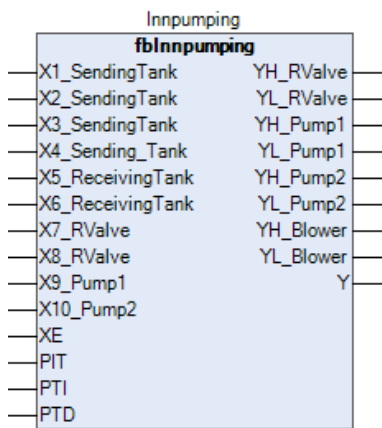 Innpumping
fbInnpumping
X1_SendingTank YH_RValve
X2_SendingTank YL_RValve
X3_SendingTank YH_Pump1
X4_Sending_Tank YL_Pump1
X5_ReceivingTank YH_Pump2
X6_ReceivingTank YL_Pump2
X7_RValve YH_Blower
X8_RValve YL_Blower
X9_Pump1 Y
X10_Pump2
XE
PIT
PTI
PTD